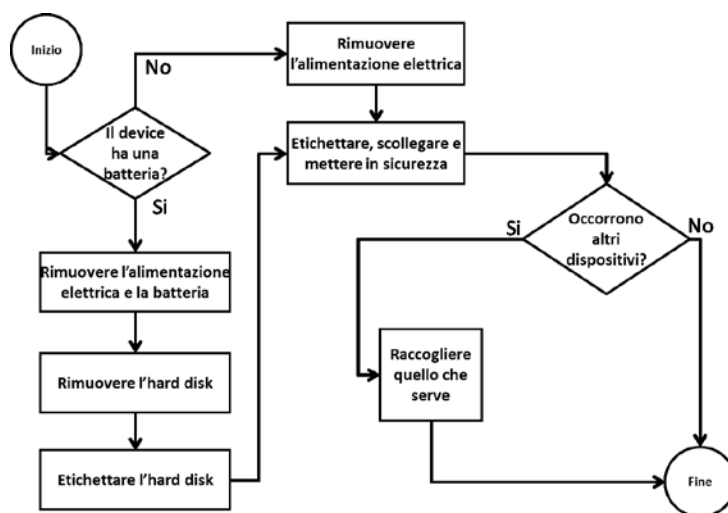 Inizio
No
Rimuovere
l'alimentazione elettrica
Il device
ha una
batteria?
Etichettare, scollegare e
mettere in sicurezza
Si
Si
Occorrono
altri
dispositivi?
No
Rimuovere l'alimentazione
elettrica e la batteria
Rimuovere l'hard disk
Raccogliere
quello che
serve
Etichettare l'hard disk
Fine